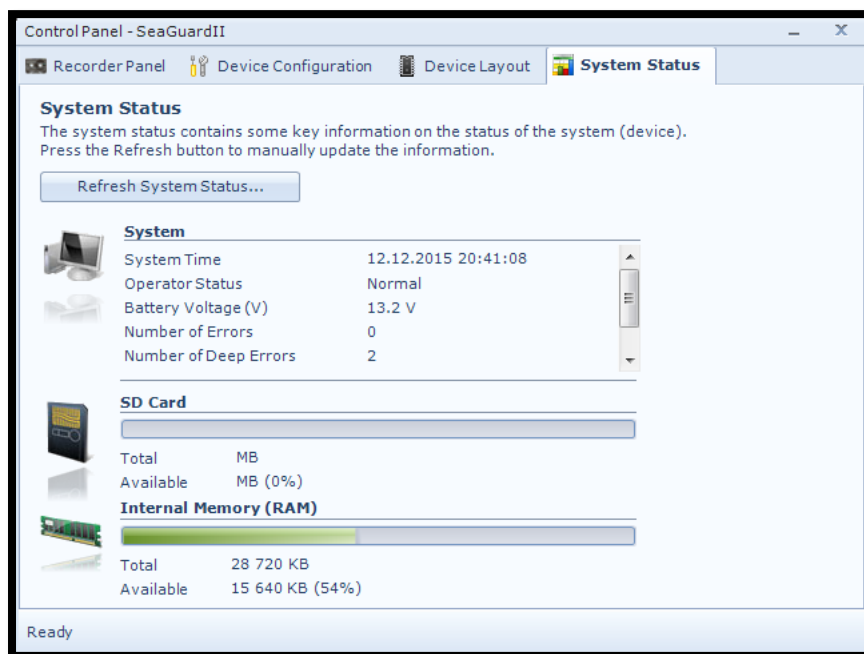 Control Panel - SeaGuardII
Recorder Panel Device Configuration Device Layout System Status
System Status
The system status contains some key information on the status of the system (device).
Press the Refresh button to manually update the information.
Refresh System Status...
System
System Time 12.12.2015 20:41:08
Operator Status Normal
Battery Voltage (V) 13.2 V
Number of Errors 0
Number of Deep Errors 2
SD Card
Total MB
Available MB (0%)
Internal Memory (RAM)
Total 28 720 KB
Available 15 640 KB (54%)
Ready